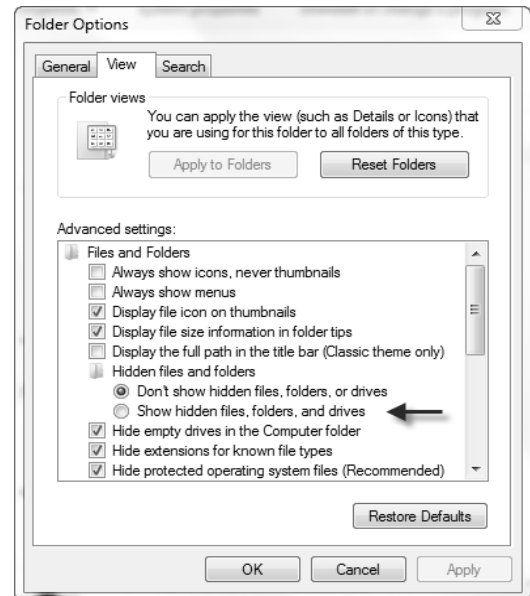 Folder Options
General View Search
Folder views
You can apply the view (such as Details or Icons) that
you are using for this folder to all folders of this type.
Apply to Folders Reset Folders
Advanced settings:
Files and Folders
Always show icons, never thumbnails
Always show menus
Display file icon on thumbnails
Display file size information in folder tips
Display the full path in the title bar (Classic theme only)
Hidden files and folders
Don't show hidden files, folders, or drives
Show hidden files, folders, and drives
Hide empty drives in the Computer folder
Hide extensions for known file types
Hide protected operating system files (Recommended)
Restore Defaults
OK Cancel Apply